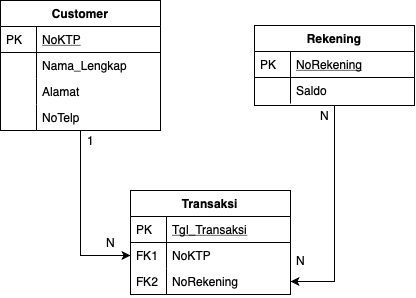 Customer
PK NoKTP
Nama_Lengkap
Alamat
NoTelp
Rekening
PK NoRekening
Saldo
1
N
N
N
Transaksi
PK Tgl_Transaksi
FK1 NoKTP
FK2 NoRekening